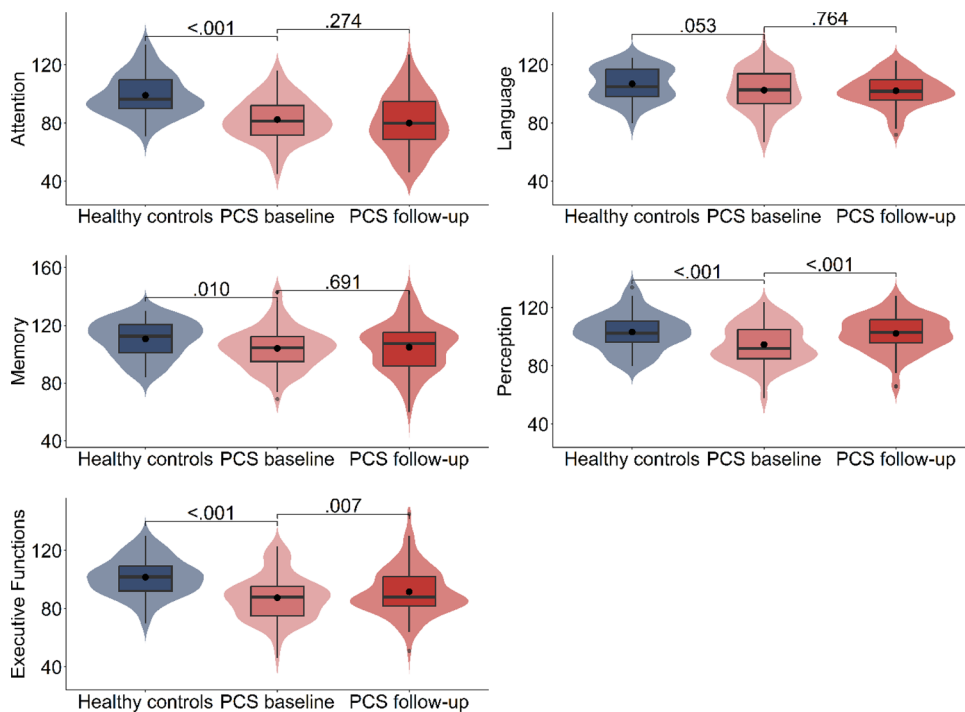 <.001
.274
120
80
40
Attention
Healthy controls PCS baseline PCS follow-up
.053
.764
120
80
40
Language
Healthy controls PCS baseline PCS follow-up
.010
.691
160
120
80
40
Memory
Healthy controls PCS baseline PCS follow-up
<.001
<.001
120
80
40
Perception
Healthy controls PCS baseline PCS follow-up
<.001
.007
120
80
40
Executive Functions
Healthy controls PCS baseline PCS follow-up